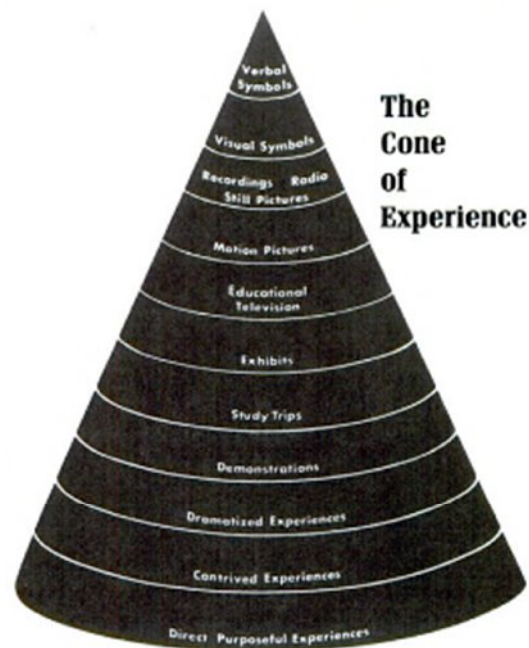 Verbal
Symbols
Visual Symbols
Recordings Radio
Still Pictures
Motion Pictures
Educational
Television
Exhibits
Study Trips
Demonstrations
Dramatized Experiences
Contrived Experiences
Direct Purposeful Experiences
The
Cone
of
Experience